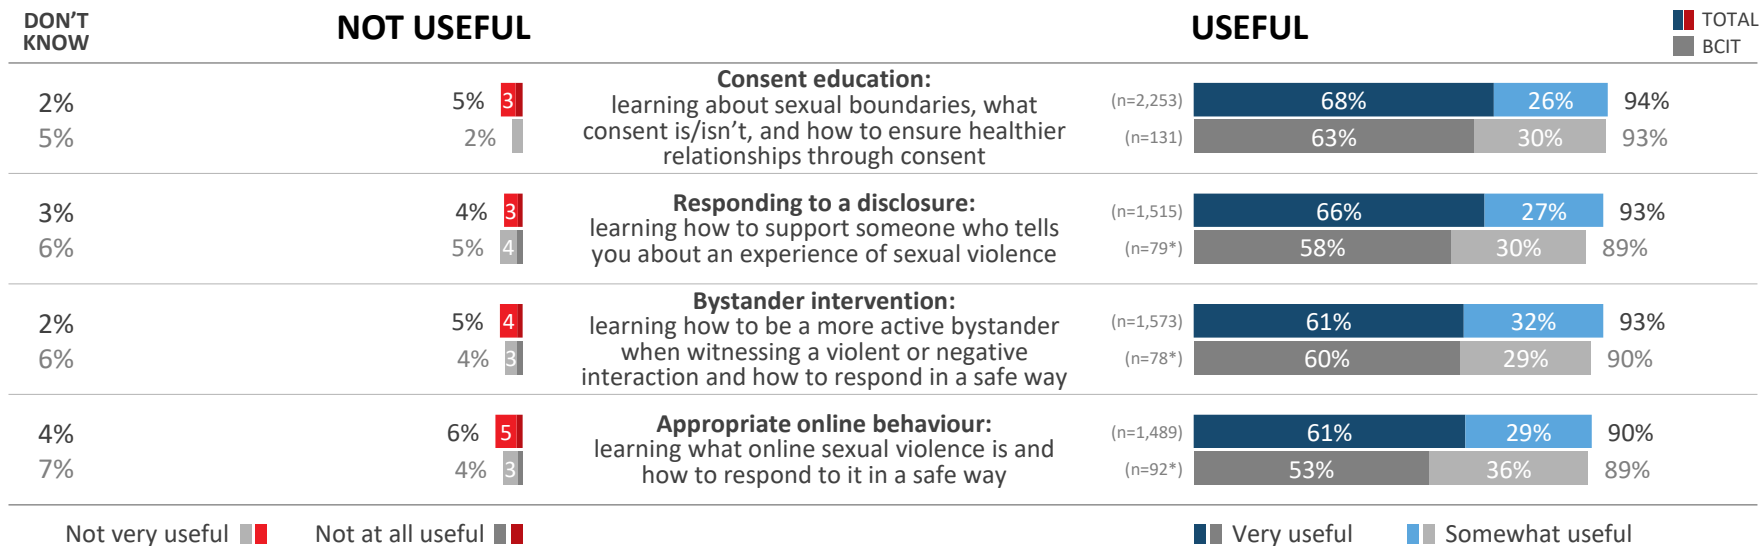 DON'T
KNOW
NOT USEFUL
USEFUL
TOTAL
BCIT
2%
5%
5% 3
2%
Consent education:
learning about sexual boundaries, what
consent is/isn't, and how to ensure healthier
relationships through consent
(n=2,253) 68% 26% 94%
(n=131) 63% 30% 93%
3%
6%
4% 3
5% 4
Responding to a disclosure:
learning how to support someone who tells
you about an experience of sexual violence
(n=1,515) 66% 27% 93%
(n=79*) 58% 30% 89%
2%
6%
5% 4
4% 3
Bystander intervention:
learning how to be a more active bystander
when witnessing a violent or negative
interaction and how to respond in a safe way
(n=1,573) 61% 32% 93%
(n=78*) 60% 29% 90%
4%
7%
6% 5
4% 3
Appropriate online behaviour:
learning what online sexual violence is and
how to respond to it in a safe way
(n=1,489) 61% 29% 90%
(n=92*) 53% 36% 89%
Not very useful Not at all useful Very useful Somewhat useful